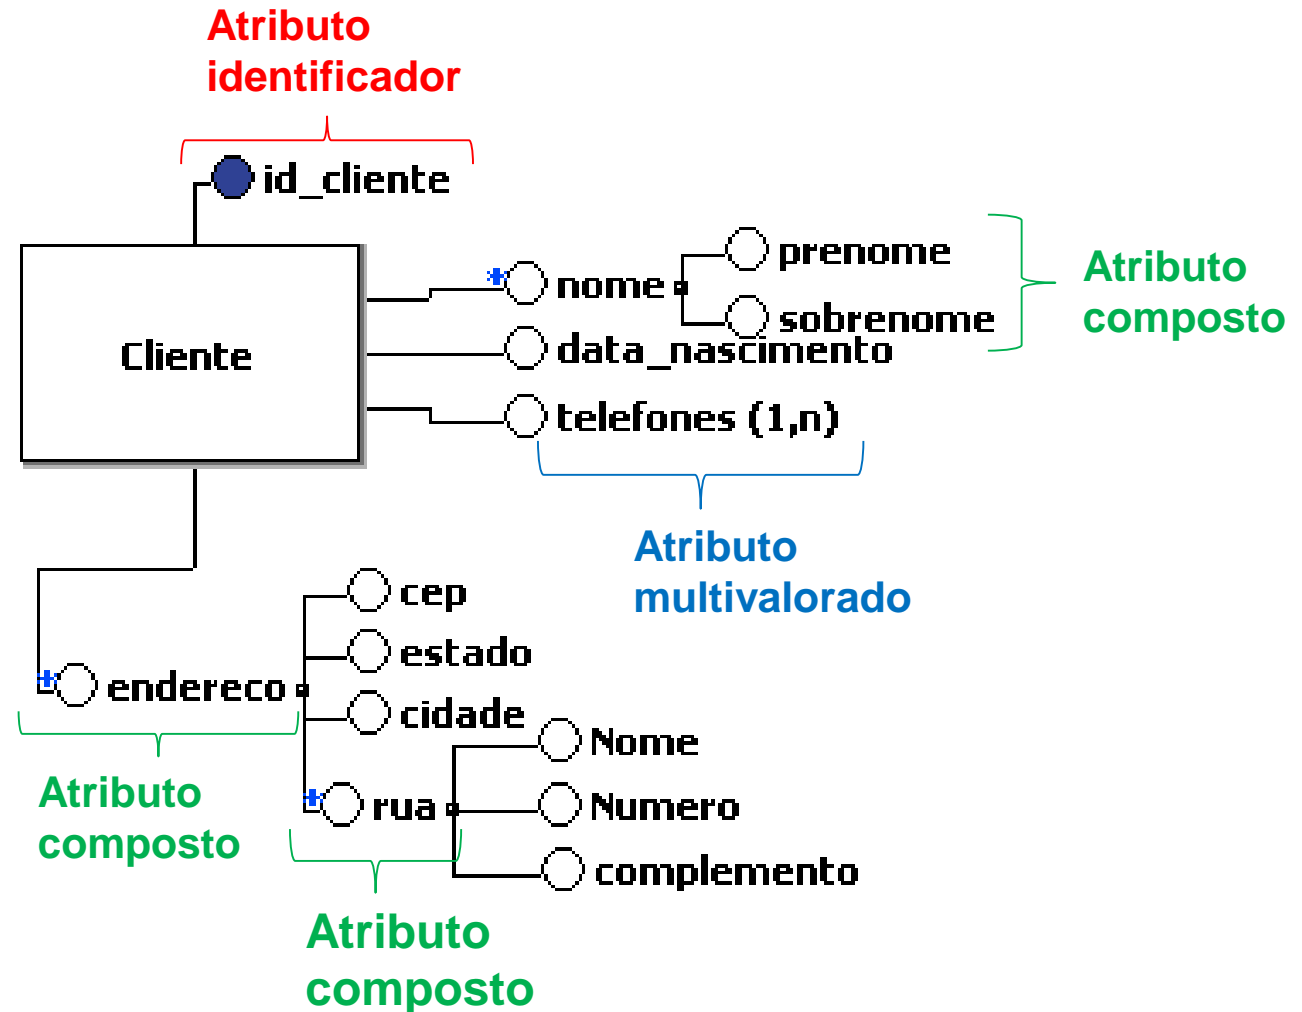 Atributo
identificador
id_cliente
Cliente
nome
prenome
sobrenome
Atributo
composto
data_nascimento
telefones (1,n)
Atributo
multivalorado
endereco
cep
estado
cidade
rua
Nome
Numero
complemento
Atributo
composto
Atributo
composto